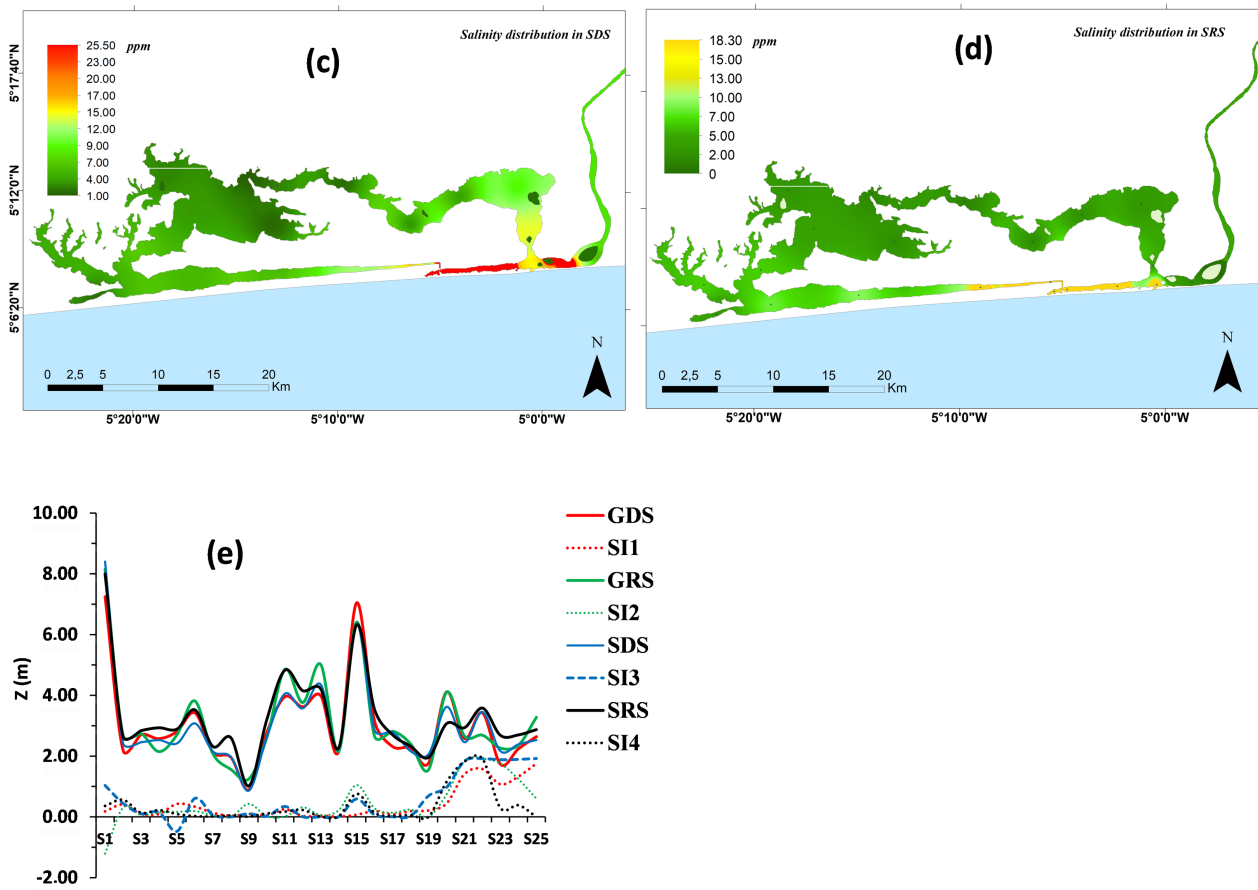 Salinity distribution in SDS
(c)
ppm
25.50
23.00
20.00
17.00
15.00
12.00
9.00
7.00
4.00
1.00
5°17'40"N
5°12'0"N
5°6'20"N
N
0 2,5 5 10 15 20
Km
5°20'0"W 5°10'0"W 5°0'0"W
Salinity distribution in SRS
(d)
ppm
18.30
15.00
13.00
10.00
7.00
5.00
2.00
0
N
0 2,5 5 10 15 20
Km
5°20'0"W 5°10'0"W 5°0'0"W
(e)
Z (m)
10.00
8.00
6.00
4.00
2.00
0.00
-2.00
S1 S3 S5 S7 S9 S11 S13 S15 S17 S19 S21 S23 S25
GDS
SI1
GRS
SI2
SDS
SI3
SRS
SI4